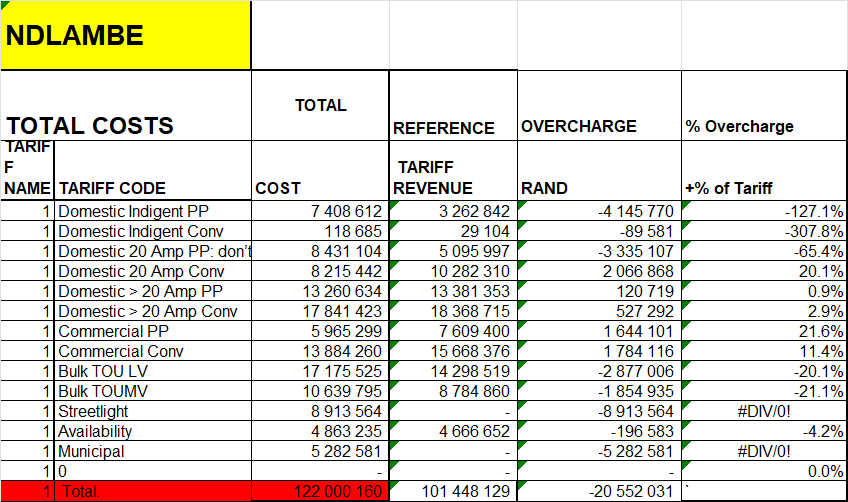 NDLAMBE
TOTAL COSTS TOTAL REFERENCE OVERCHARGE % Overcharge
TARIF
F
NAME TARIFF CODE COST TARIFF REVENUE RAND +% of Tariff
1 Domestic Indigent PP 7 408 612 3 262 842 -4 145 770 -127.1%
1 Domestic Indigent Conv 118 685 29 104 -89 581 -307.8%
1 Domestic 20 Amp PP: don't 8 431 104 5 095 997 -3 335 107 -65.4%
1 Domestic 20 Amp Conv 8 215 442 10 282 310 2 066 868 20.1%
1 Domestic > 20 Amp PP 13 260 634 13 381 353 120 719 0.9%
1 Domestic > 20 Amp Conv 17 841 423 18 368 715 527 292 2.9%
1 Commercial PP 5 965 299 7 609 400 1 644 101 21.6%
1 Commercial Conv 13 884 260 15 668 376 1 784 116 11.4%
1 Bulk TOU LV 17 175 525 14 298 519 -2 877 006 -20.1%
1 Bulk TOUMV 10 639 795 8 784 860 -1 854 935 -21.1%
1 Streetlight 8 913 564 - -8 913 564 #DIV/0!
1 Availability 4 863 235 4 666 652 -196 583 -4.2%
1 Municipal 5 282 581 - -5 282 581 #DIV/0!
1 0 - - - 0.0%
1 Total. 122 000 160 101 448 129 -20 552 031 `